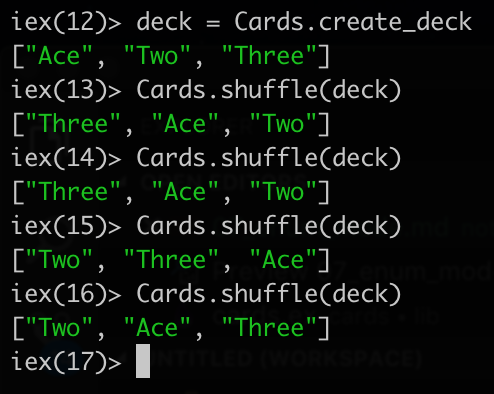 iex(12)> deck = Cards.create_deck
["Ace", "Two", "Three"]
iex(13)> Cards.shuffle(deck)
["Three", "Ace", "Two"]
iex(14)> Cards.shuffle(deck)
["Three", "Ace", "Two"]
iex(15)> Cards.shuffle(deck)
["Two", "Three", "Ace"]
iex(16)> Cards.shuffle(deck)
["Two", "Ace", "Three"]
iex(17)>